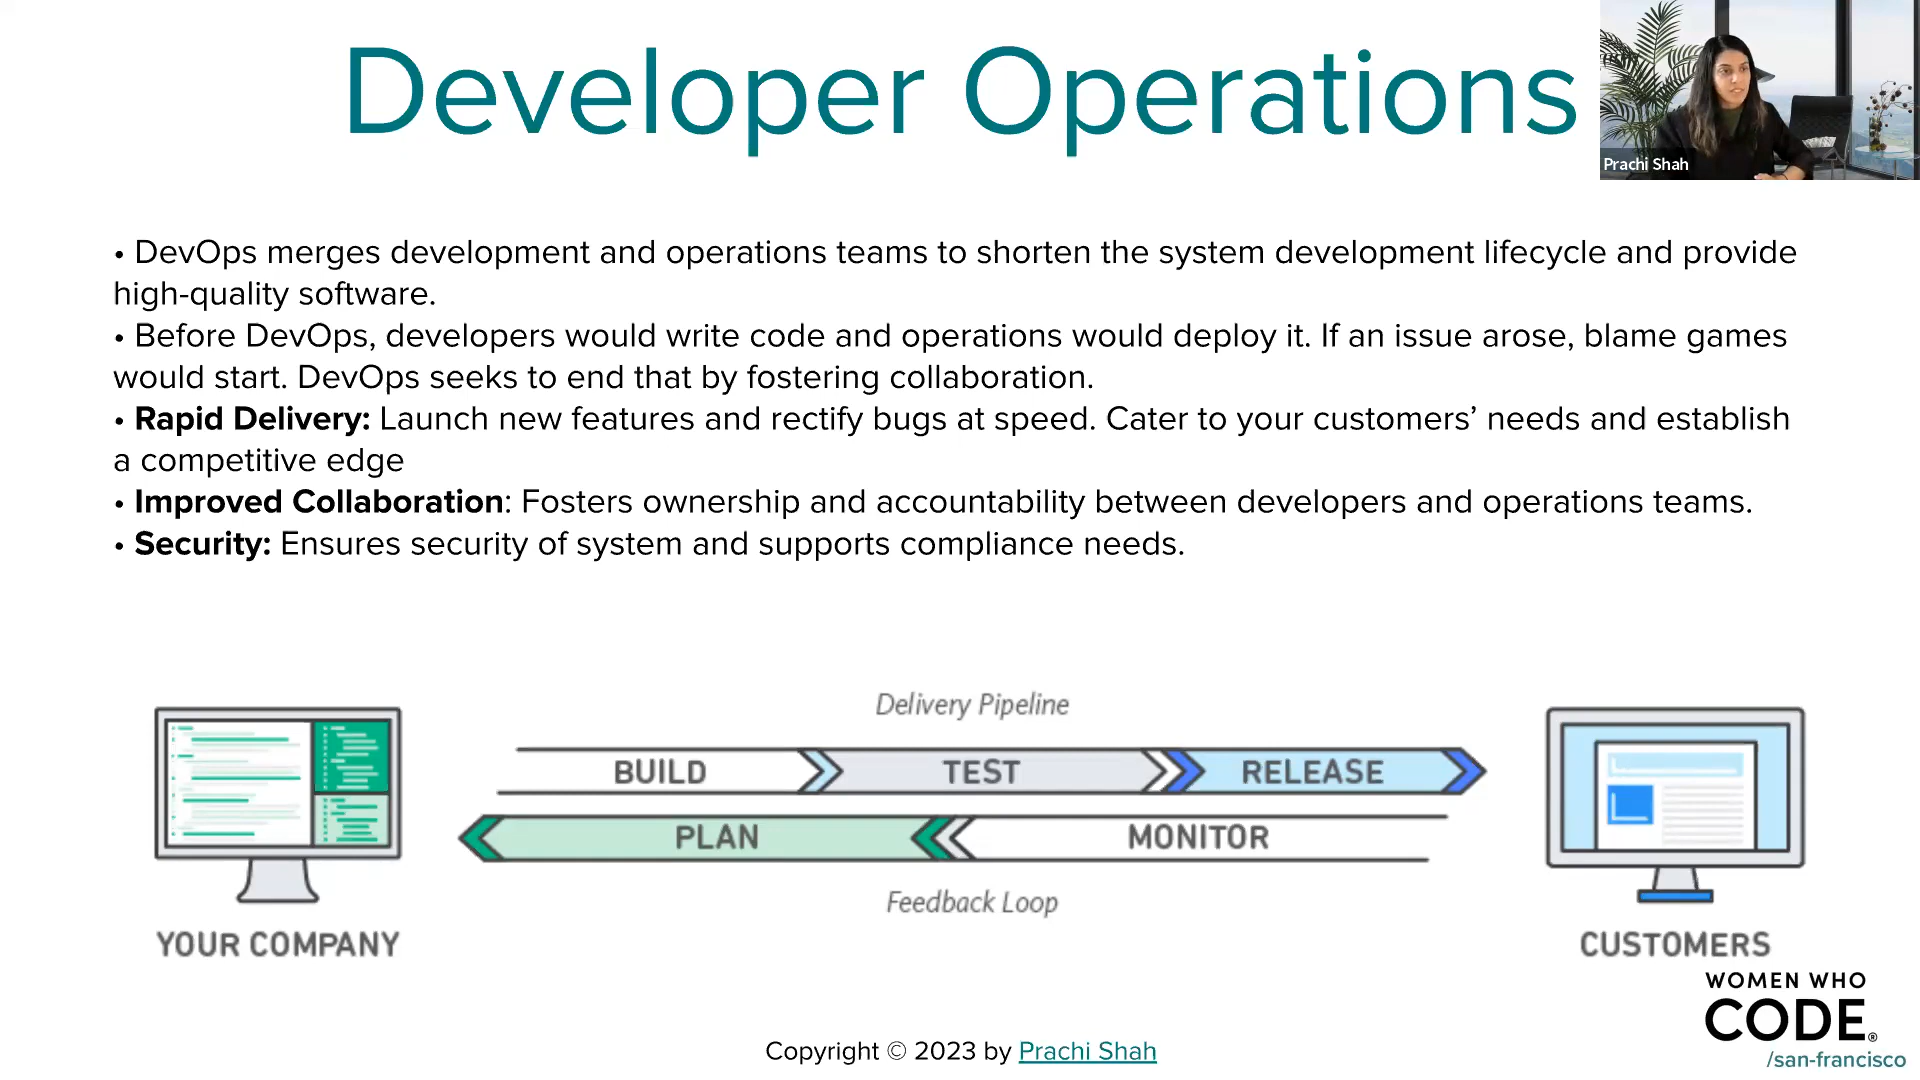 Developer Operations
Prachi Shah
• DevOps merges development and operations teams to shorten the system development lifecycle and provide
high-quality software.
• Before DevOps, developers would write code and operations would deploy it. If an issue arose, blame games
would start. DevOps seeks to end that by fostering collaboration.
• Rapid Delivery: Launch new features and rectify bugs at speed. Cater to your customers’ needs and establish
a competitive edge
• Improved Collaboration: Fosters ownership and accountability between developers and operations teams.
• Security: Ensures security of system and supports compliance needs.
Delivery Pipeline
BUILD
TEST
RELEASE
PLAN
MONITOR
Feedback Loop
YOUR COMPANY
CUSTOMERS
WOMEN WHO
CODE®
/san-francisco
Copyright © 2023 by Prachi Shah